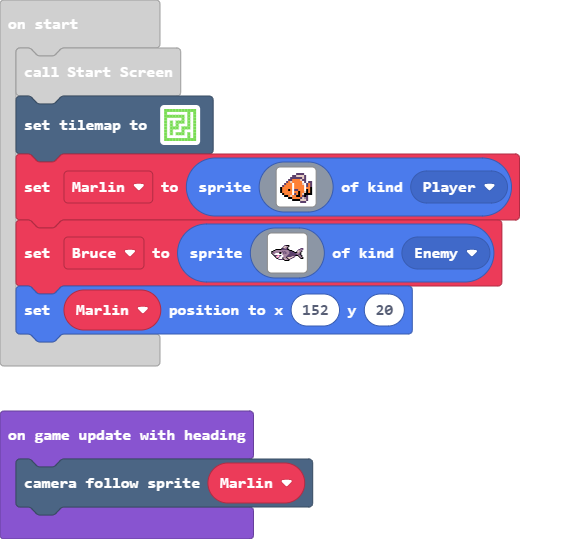 on start
call Start Screen
set tilemap to
set Marlin to sprite of kind Player
set Bruce to sprite of kind Enemy
set Marlin position to x 152 y 20
on game update with heading
camera follow sprite Marlin